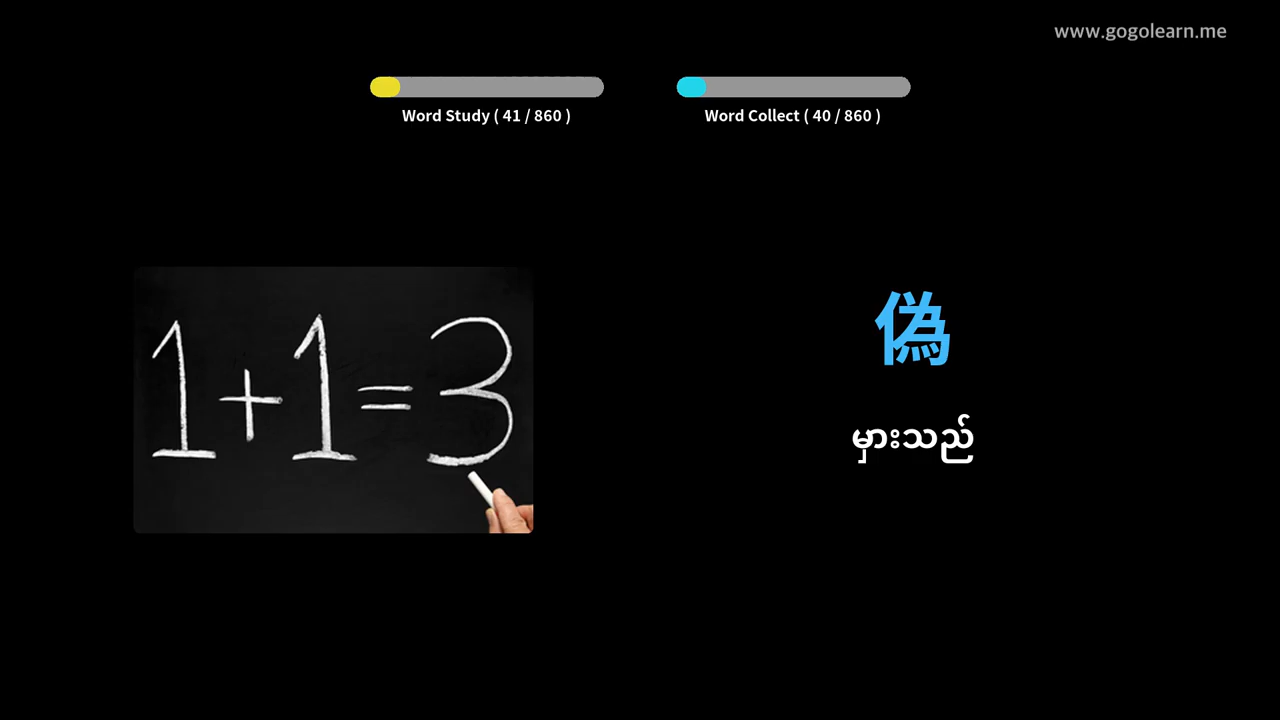 www.gogolearn.me
Word Study ( 41 / 860 )
Word Collect ( 40 / 860 )
1+1=3
偽
မှားသည်